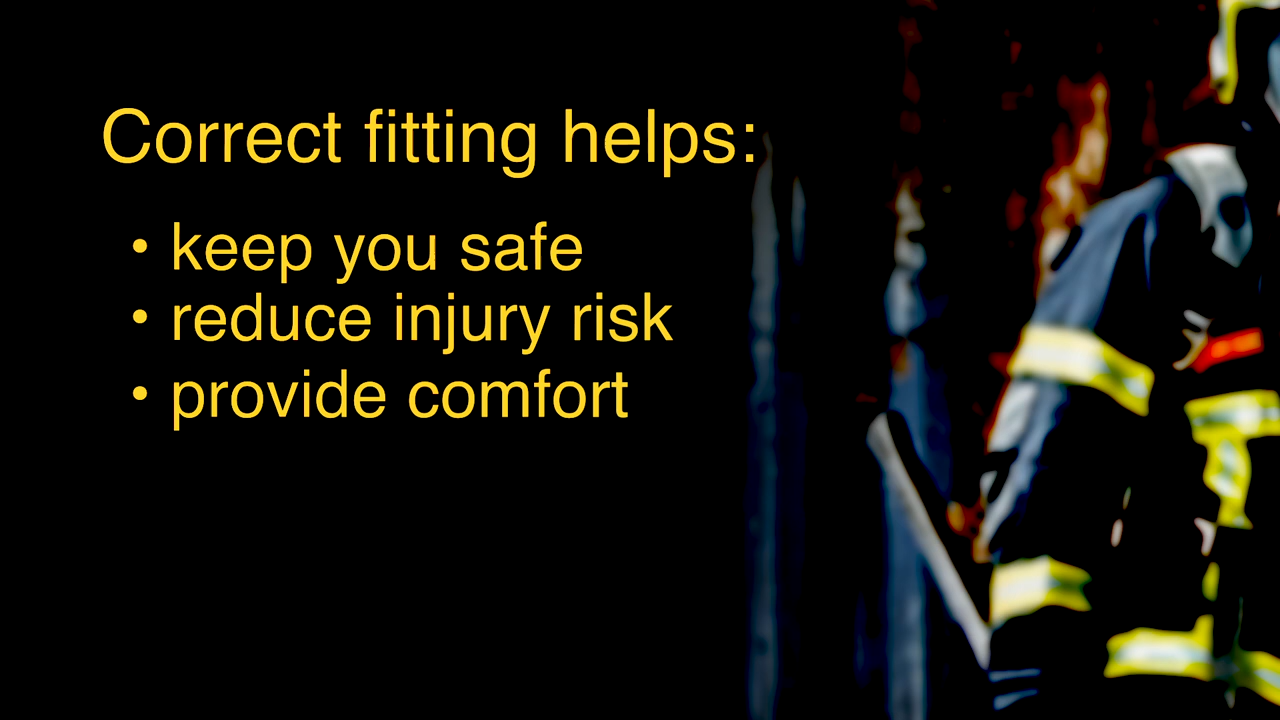 Correct fitting helps:
• keep you safe
• reduce injury risk
• provide comfort